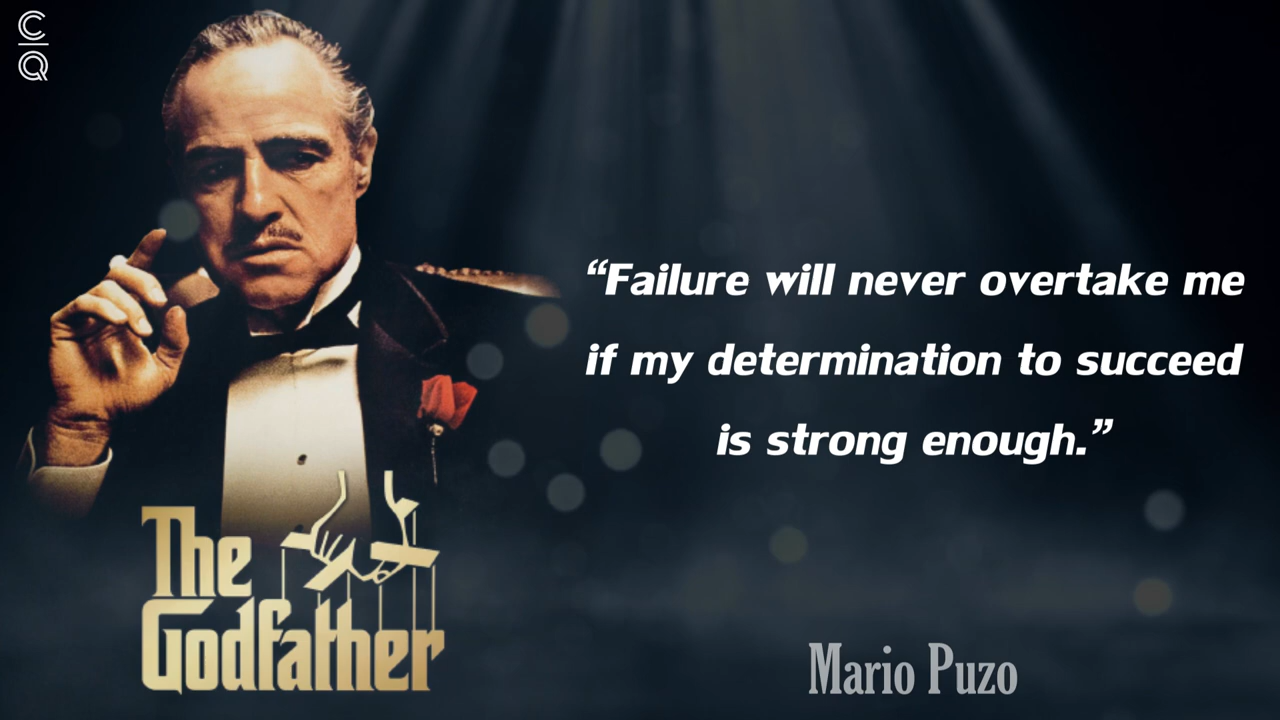 CQ
“Failure will never overtake me
if my determination to succeed
is strong enough.”
The
Godfather
Mario Puzo